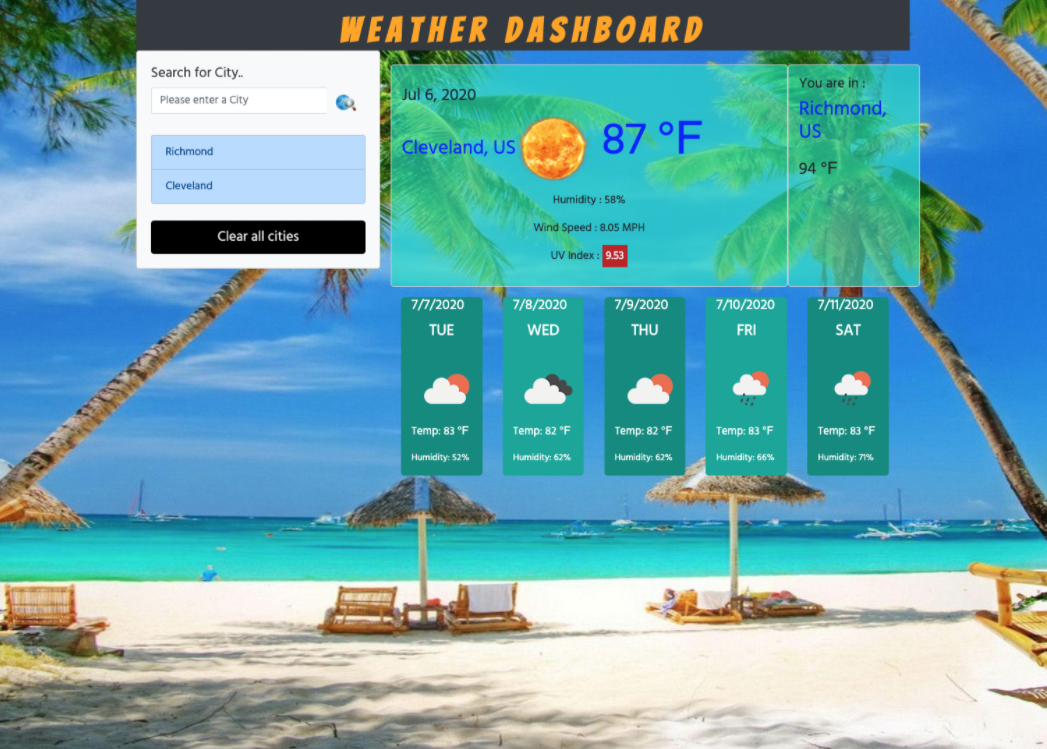 WEATHER DASHBOARD
Search for City..
Please enter a City
Richmond
Cleveland
Clear all cities
Jul 6, 2020
Cleveland, US
87 °F
Humidity : 58%
Wind Speed : 8.05 MPH
UV Index : 9.53
You are in :
Richmond,
US
94 °F
7/7/2020
TUE
Temp: 83 °F
Humidity: 52%
7/8/2020
WED
Temp: 82 °F
Humidity: 62%
7/9/2020
THU
Temp: 82 °F
Humidity: 62%
7/10/2020
FRI
Temp: 83 °F
Humidity: 66%
7/11/2020
SAT
Temp: 83 °F
Humidity: 71%